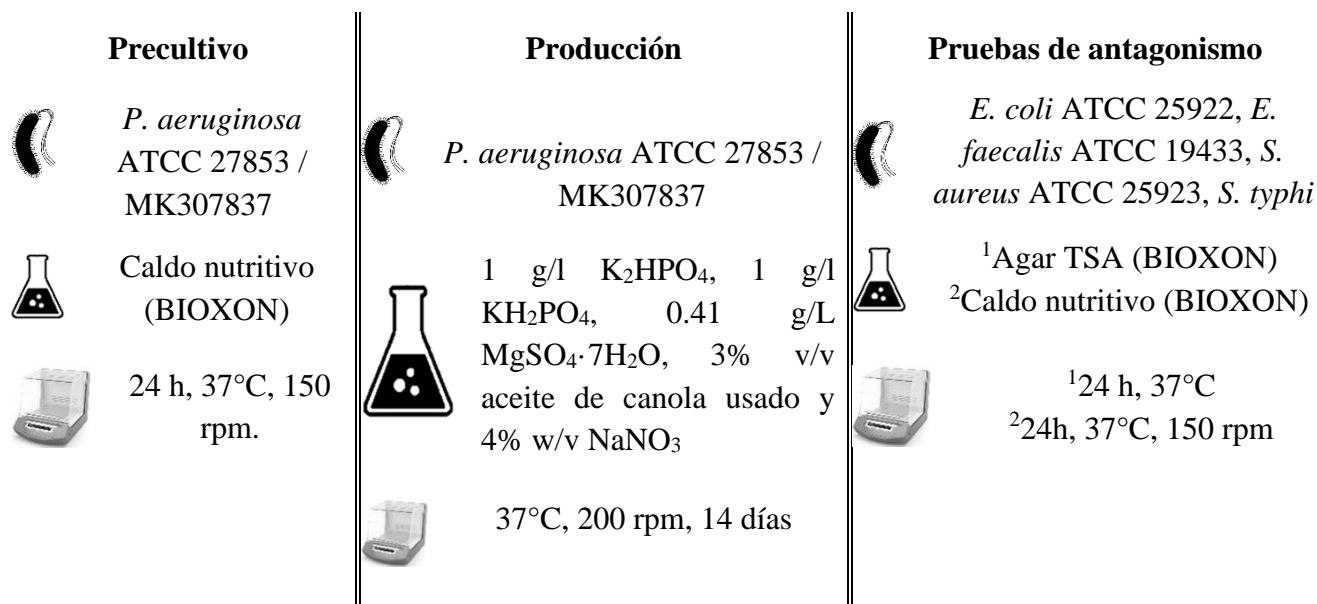 Precultivo
P. aeruginosa
ATCC 27853 /
MK307837
Caldo nutritivo
(BIOXON)
24 h, 37°C, 150
rpm.
Producción
P. aeruginosa ATCC 27853 /
MK307837
1 g/l K₂HPO₄, 1 g/l
KH₂PO₄, 0.41 g/L
MgSO₄·7H₂O, 3% v/v
aceite de canola usado y
4% w/v NaNO₃
37°C, 200 rpm, 14 días
Pruebas de antagonismo
E. coli ATCC 25922, E.
faecalis ATCC 19433, S.
aureus ATCC 25923, S. typhi
¹Agar TSA (BIOXON)
²Caldo nutritivo (BIOXON)
¹24 h, 37°C
²24h, 37°C, 150 rpm